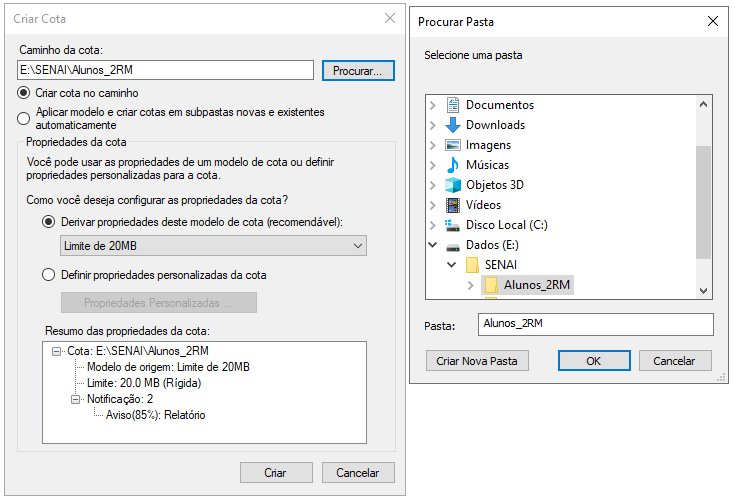 Criar Cota
Caminho da cota:
E:\SENAI\Alunos_2RM
Procurar...
Criar cota no caminho
Aplicar modelo e criar cotas em subpastas novas e existentes
automaticamente
Propriedades da cota
Você pode usar as propriedades de um modelo de cota ou definir
propriedades personalizadas para a cota.
Como você deseja configurar as propriedades da cota?
Derivar propriedades deste modelo de cota (recomendável):
Limite de 20MB
Definir propriedades personalizadas da cota
Propriedades Personalizadas ...
Resumo das propriedades da cota:
Cota: E:\SENAI\Alunos_2RM
Modelo de origem: Limite de 20MB
Limite: 20.0 MB (Rígida)
Notificação: 2
Aviso(85%): Relatório
Criar
Cancelar
Procurar Pasta
Selecione uma pasta
Documentos
Downloads
Imagens
Músicas
Objetos 3D
Vídeos
Disco Local (C:)
Dados (E:)
SENAI
Alunos_2RM
Pasta:
Alunos_2RM
Criar Nova Pasta
OK
Cancelar